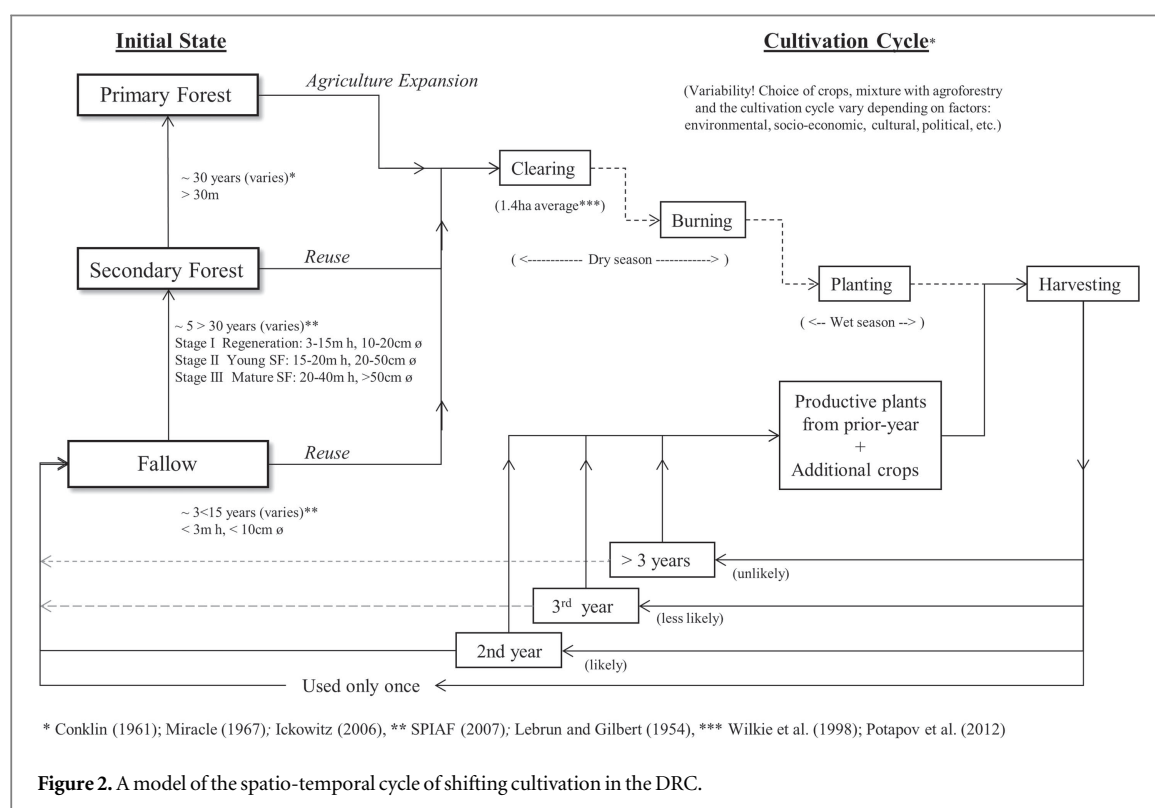 Initial State
Cultivation Cycle*
Primary Forest
Agriculture Expansion
(Variability! Choice of crops, mixture with agroforestry
and the cultivation cycle vary depending on factors:
environmental, socio-economic, cultural, political, etc.)
~ 30 years (varies)*
> 30m
Clearing
(1.4ha average***)
Burning
Secondary Forest
Reuse
( <------------ Dry season ------------> )
Planting
Harvesting
( <-- Wet season --> )
~ 5 > 30 years (varies)**
Stage I Regeneration: 3-15m h, 10-20cm ø
Stage II Young SF: 15-20m h, 20-50cm ø
Stage III Mature SF: 20-40m h, >50cm ø
Productive plants
from prior-year
+
Additional crops
Fallow
Reuse
~ 3<15 years (varies)**
< 3m h, < 10cm ø
> 3 years
(unlikely)
3rd year
(less likely)
2nd year
(likely)
Used only once
* Conklin (1961); Miracle (1967); Ickowitz (2006), ** SPIAF (2007); Lebrun and Gilbert (1954), *** Wilkie et al. (1998); Potapov et al. (2012)
Figure 2. A model of the spatio-temporal cycle of shifting cultivation in the DRC.